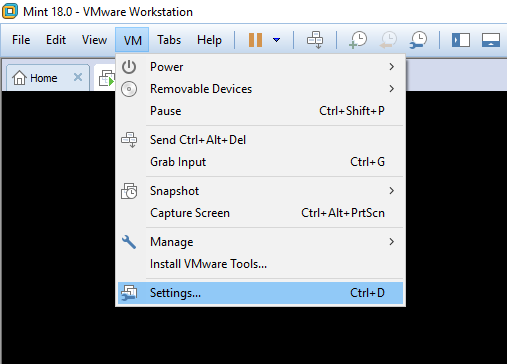 Mint 18.0 - VMware Workstation
File Edit View VM Tabs Help
Home
Power
Removable Devices
Pause Ctrl+Shift+P
Send Ctrl+Alt+Del
Grab Input Ctrl+G
Snapshot
Capture Screen Ctrl+Alt+PrtScn
Manage
Install VMware Tools...
Settings... Ctrl+D